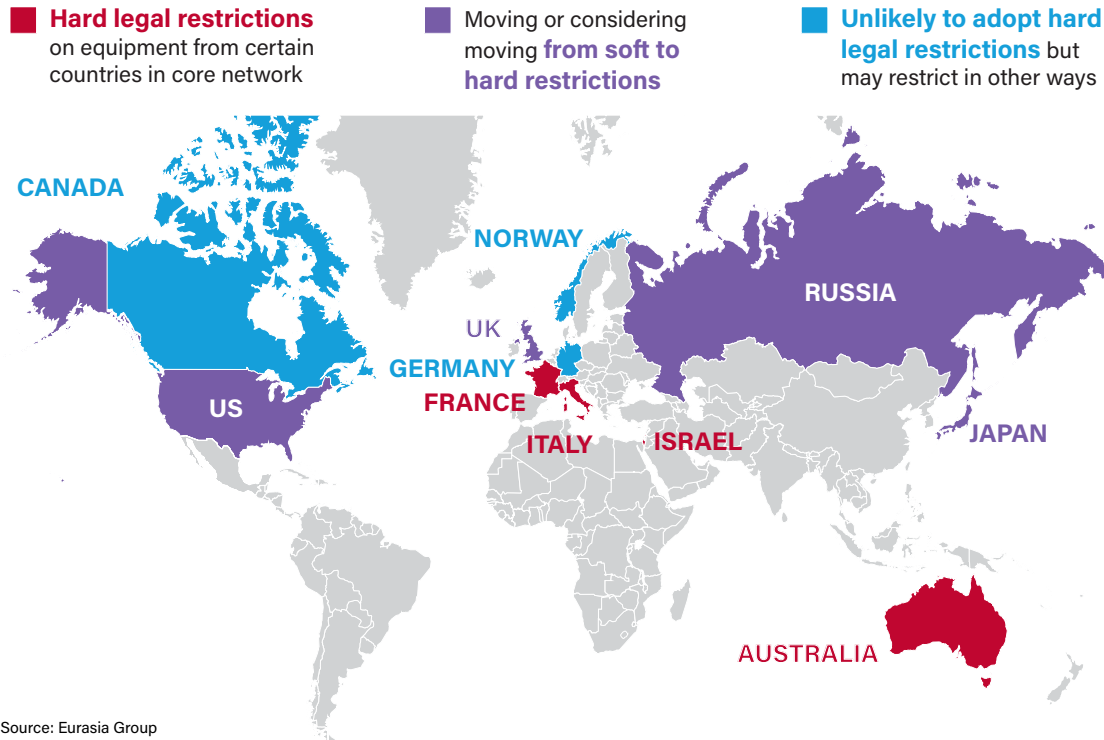 Hard legal restrictions
on equipment from certain
countries in core network
Moving or considering
moving from soft to
hard restrictions
Unlikely to adopt hard
legal restrictions but
may restrict in other ways
CANADA
NORWAY
RUSSIA
UK
GERMANY
US
FRANCE
ITALY
ISRAEL
JAPAN
AUSTRALIA
Source: Eurasia Group